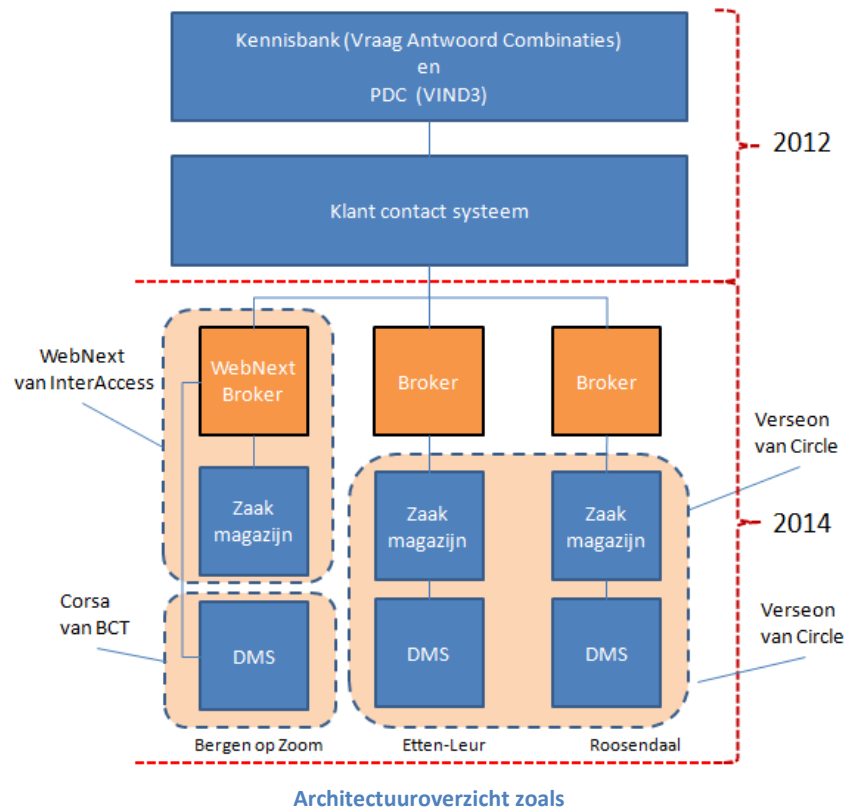 Kennisbank (Vraag Antwoord Combinaties)
en
PDC (VIND3)
2012
Klant contact systeem
WebNext
van InterAccess
WebNext
Broker
Broker
Broker
Verseon
van Circle
Zaak
magazijn
Zaak
magazijn
Zaak
magazijn
2014
Corsa
van BCT
DMS
DMS
DMS
Verseon
van Circle
Bergen op Zoom
Etten-Leur
Roosendaal
Architectuuroverzicht zoals